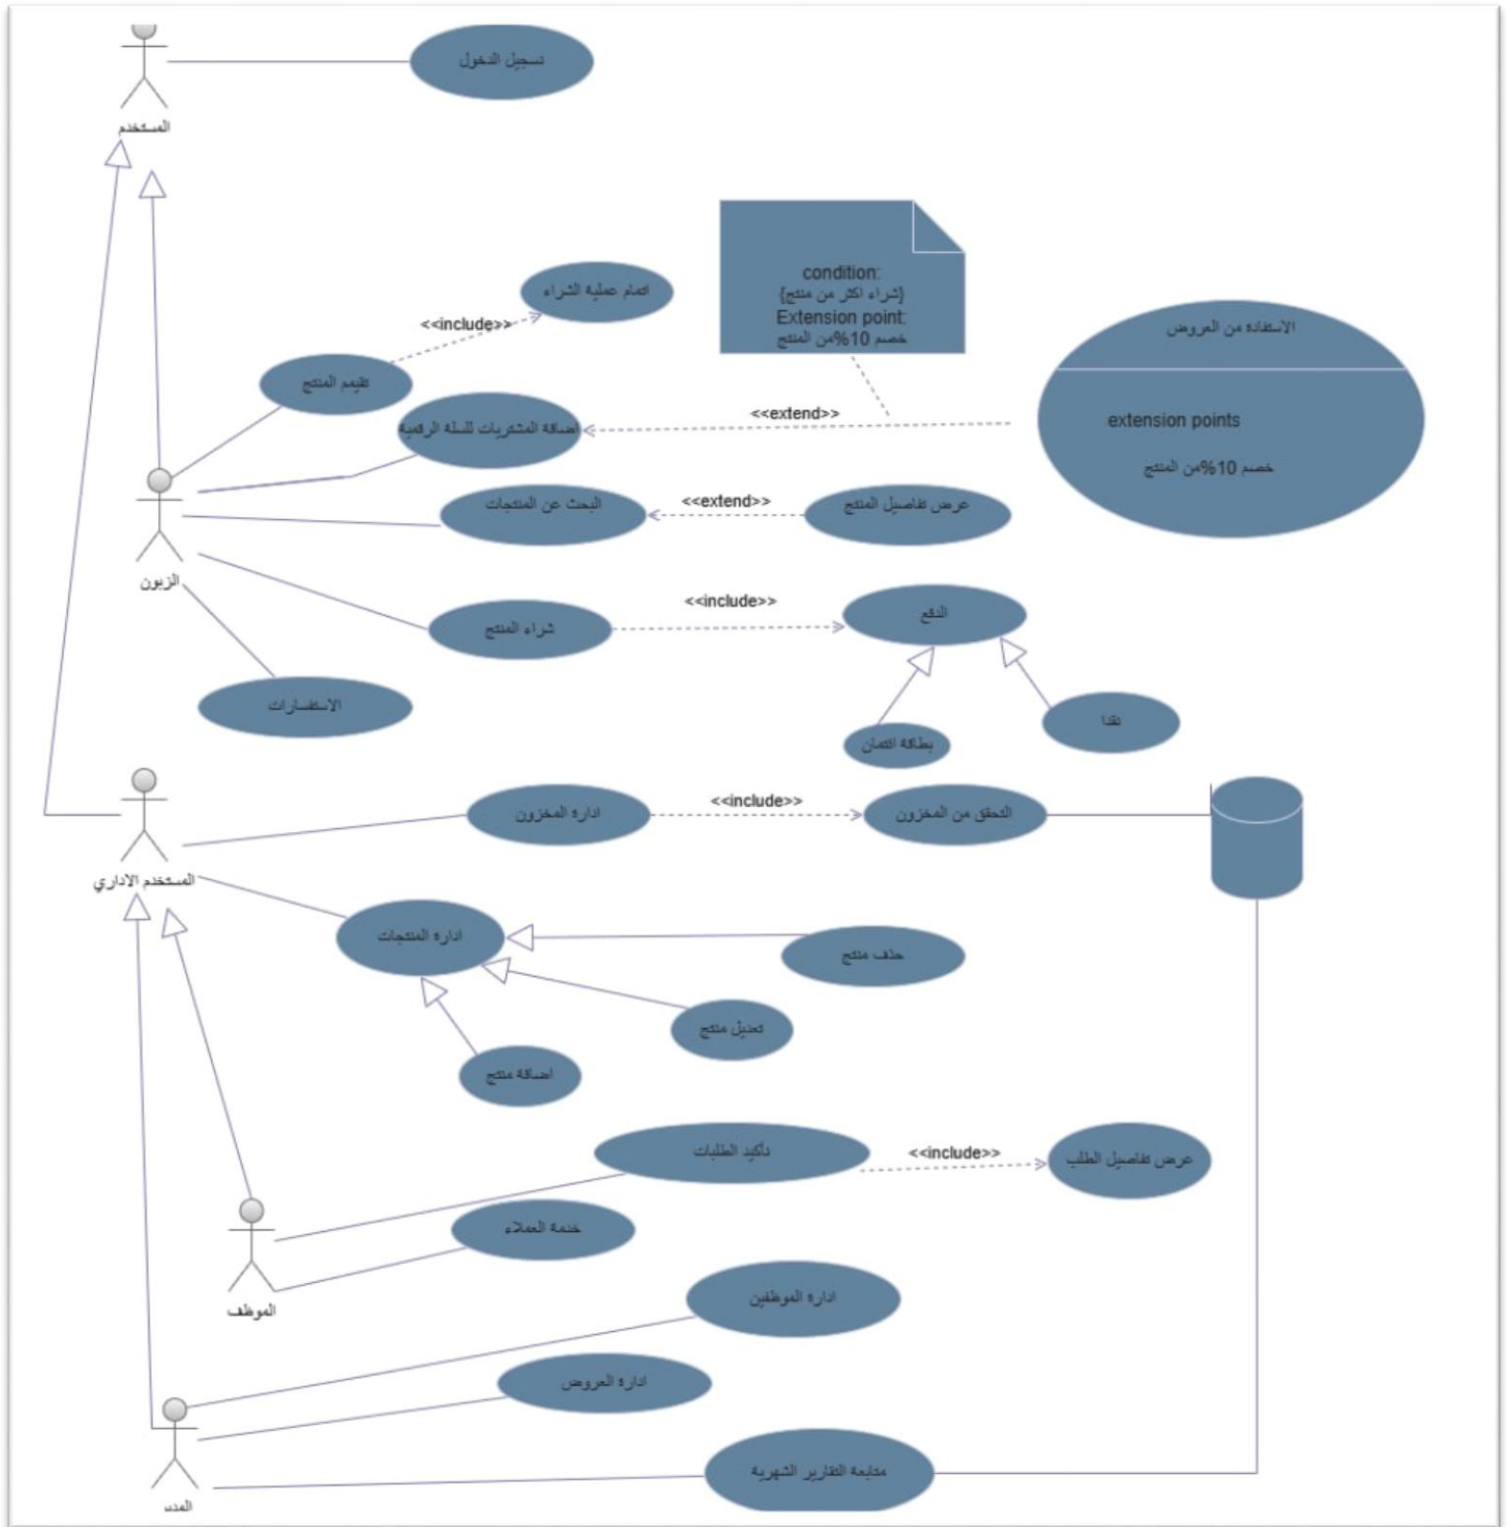 تسجيل الدخول
المستخدم
condition:
{شراء اكثر من منتج}
Extension point:
خصم 10%من المنتج
اتمام عملية الشراء
<<include>>
الاستفاده من العروض
extension points
خصم 10%من المنتج
تقيمم المنتج
<<extend>>
اضافة المشتريات للسلة الرقمية
البحث عن المنتجات
<<extend>>
عرض تفاصيل المنتج
الزبون
شراء المنتج
<<include>>
الدفع
الاستفسارات
بطاقة ائتمان
نقدا
ادارة المخزون
<<include>>
التحقق من المخزون
المستخدم الاداري
ادارة المنتجات
حذف منتج
تعديل منتج
اضافة منتج
تأكيد الطلبات
<<include>>
عرض تفاصيل الطلب
خدمة العملاء
الموظف
ادارة الموظفين
ادارة العروض
متابعة التقارير الشهرية